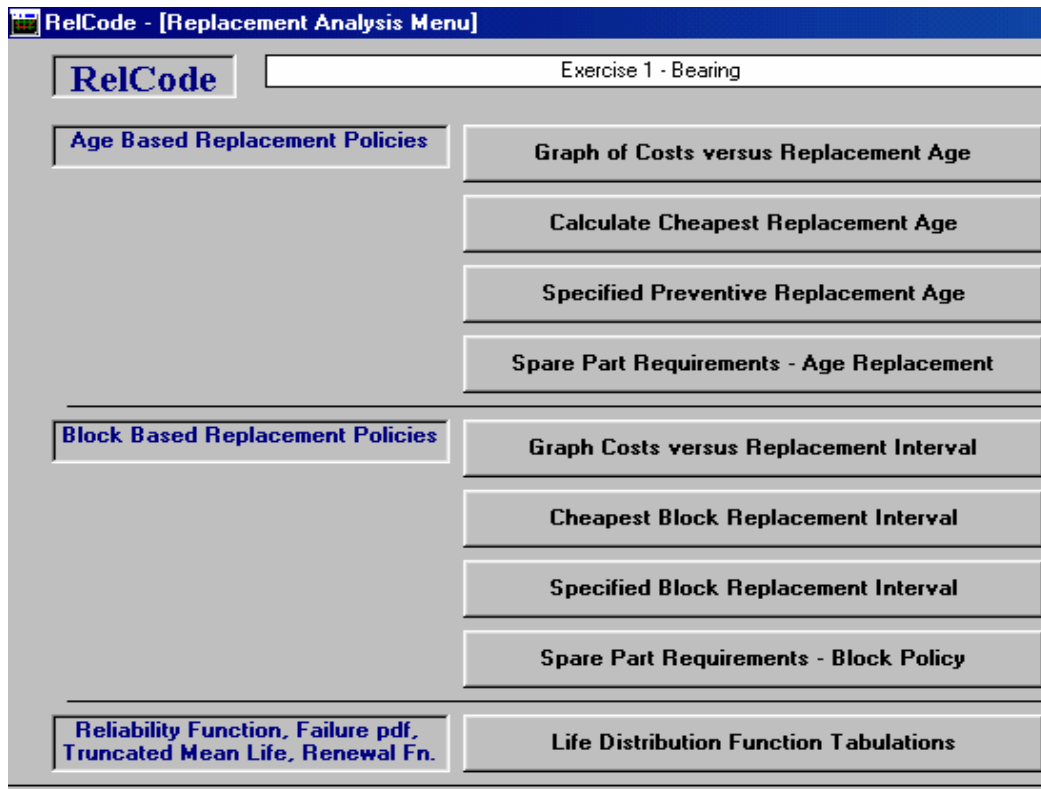 RelCode - [Replacement Analysis Menu]
RelCode
Exercise 1 - Bearing
Age Based Replacement Policies
Graph of Costs versus Replacement Age
Calculate Cheapest Replacement Age
Specified Preventive Replacement Age
Spare Part Requirements - Age Replacement
Block Based Replacement Policies
Graph Costs versus Replacement Interval
Cheapest Block Replacement Interval
Specified Block Replacement Interval
Spare Part Requirements - Block Policy
Reliability Function, Failure pdf,
Truncated Mean Life, Renewal Fn.
Life Distribution Function Tabulations